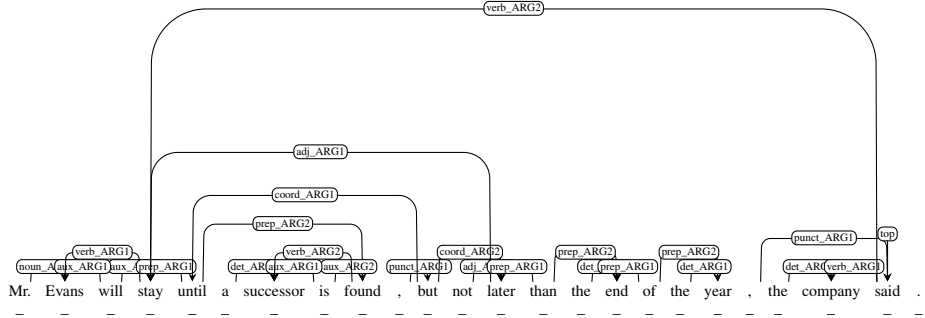 verb_ARG2
adj_ARG1
coord_ARG1
prep_ARG2
top
punct_ARG1
verb_ARG1 verb_ARG2 coord_ARG2 prep_ARG2 prep_ARG2
aux_ARG1 prep_ARG1 aux_ARG1 aux_ARG2 punct_ARG1 prep_ARG1 prep_ARG1 det_ARG1 verb_ARG1
Mr. Evans will stay until a successor is found , but not later than the end of the year , the company said .
_ _ _ _ _ _ _ _ _ _ _ _ _ _ _ _ _ _ _ _ _ _ _ _